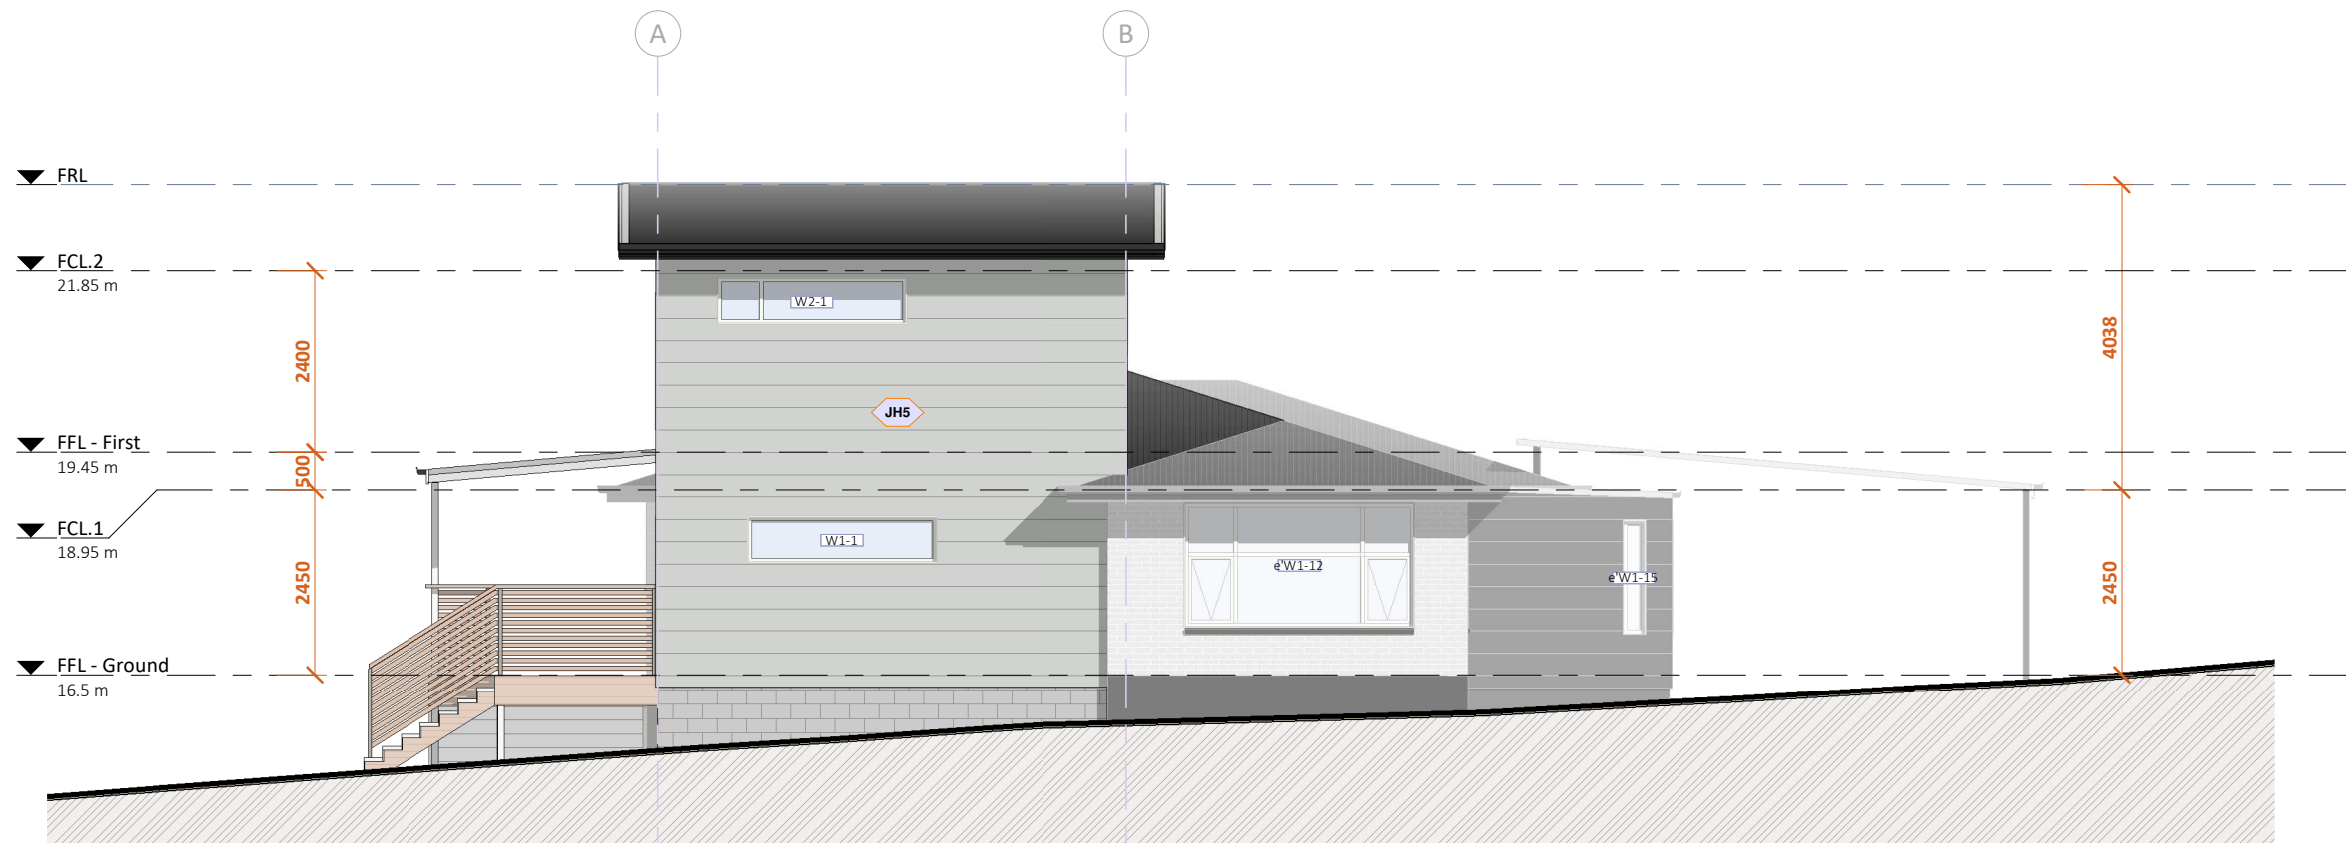 A
B
FRL
FCL.2
21.85 m
2400
4038
W2-1
JH5
FFL - First
19.45 m
500
FCL.1
18.95 m
W1-1
e'W1-12
e'W1-15
2450
2450
FFL - Ground
16.5 m